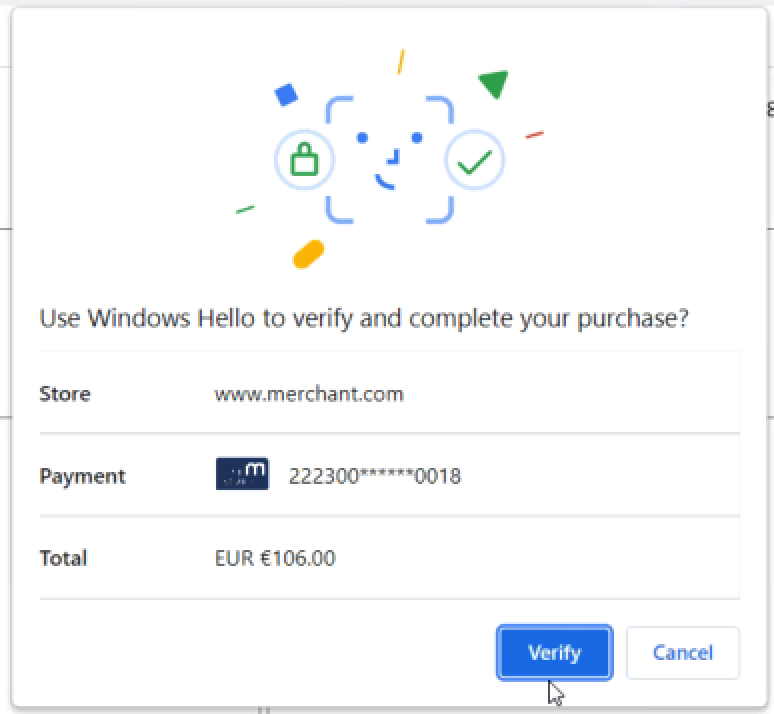 Use Windows Hello to verify and complete your purchase?
Store www.merchant.com
Payment m 222300******0018
Total EUR €106.00
Verify Cancel